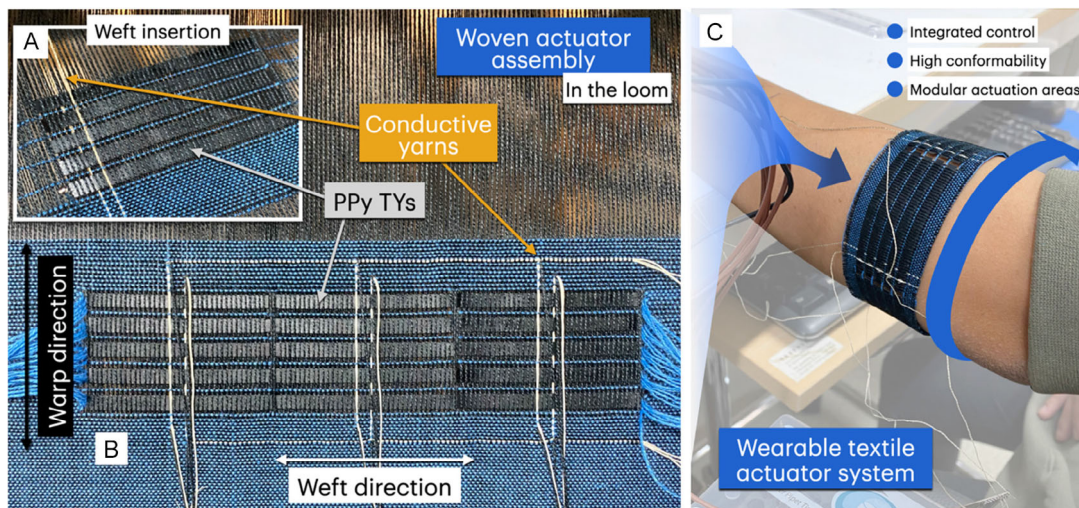 A
Weft insertion
Woven actuator
assembly
In the loom
Conductive
yarns
PPy TYs
Warp direction
B
Weft direction
C
Integrated control
High conformability
Modular actuation areas
Wearable textile
actuator system